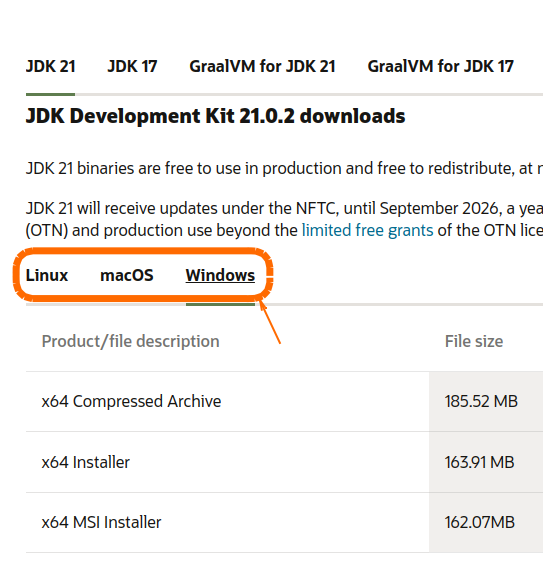 JDK 21 JDK 17 GraalVM for JDK 21 GraalVM for JDK 17
JDK Development Kit 21.0.2 downloads
JDK 21 binaries are free to use in production and free to redistribute, at
JDK 21 will receive updates under the NFTC, until September 2026, a
(OTN) and production use beyond the limited free grants of the OTN
Linux macOS Windows
Product/file description File size
x64 Compressed Archive 185.52 MB
x64 Installer 163.91 MB
x64 MSI Installer 162.07MB